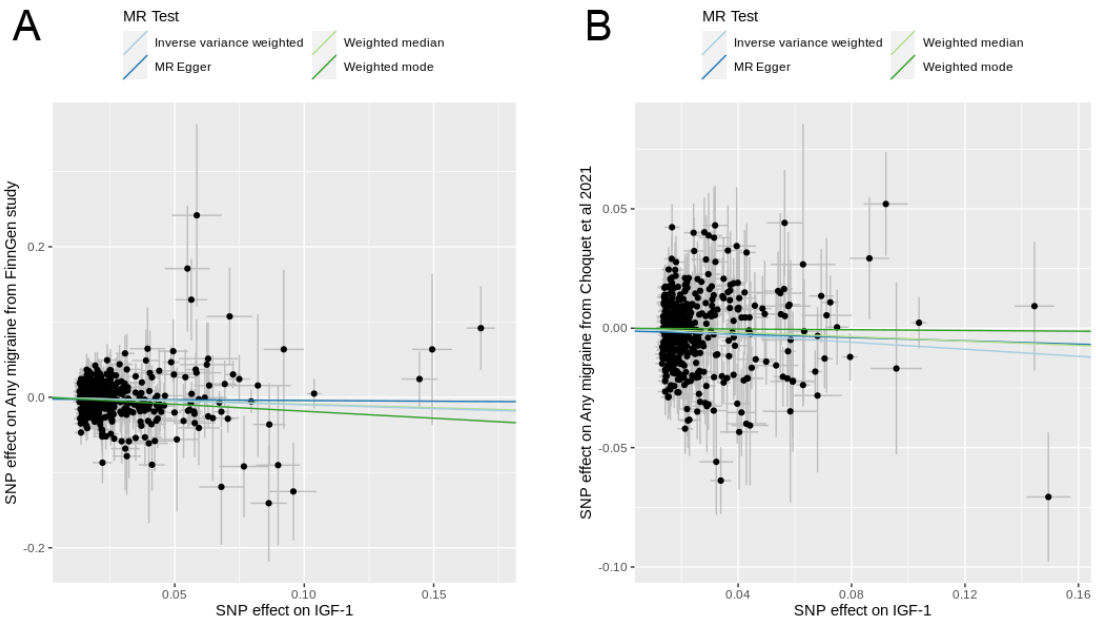 A
MR Test
Inverse variance weighted
Weighted median
MR Egger
Weighted mode
SNP effect on Any migraine from FinnGen study
0.2
0.0
-0.2
0.05
0.10
0.15
SNP effect on IGF-1
B
MR Test
Inverse variance weighted
Weighted median
MR Egger
Weighted mode
SNP effect on Any migraine from Choquet et al 2021
0.05
0.00
-0.05
-0.10
0.04
0.08
0.12
0.16
SNP effect on IGF-1